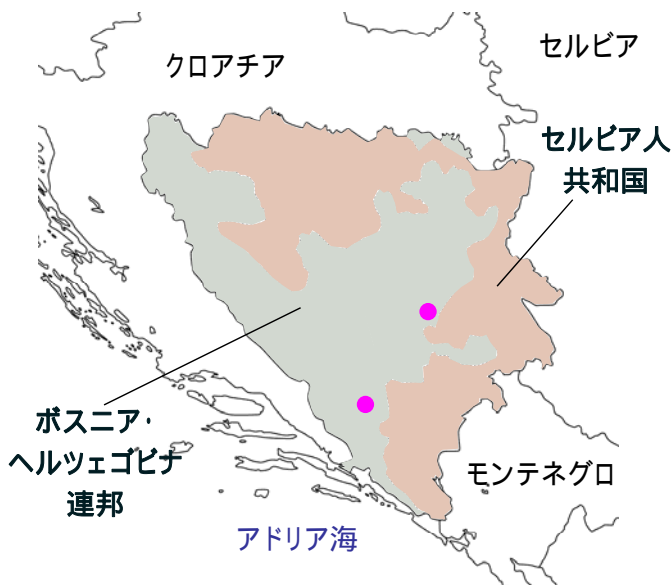 セルビア
クロアチア
セルビア人
共和国
ボスニア・
ヘルツェゴビナ
連邦
モンテネグロ
アドリア海